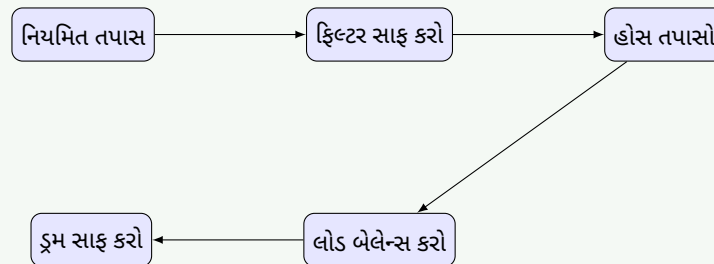 નિયમિત તપાસ
ફિલ્ટર સાફ કરો
હોસ તપાસો
લોડ બેલેન્સ કરો
ડ્રમ સાફ કરો